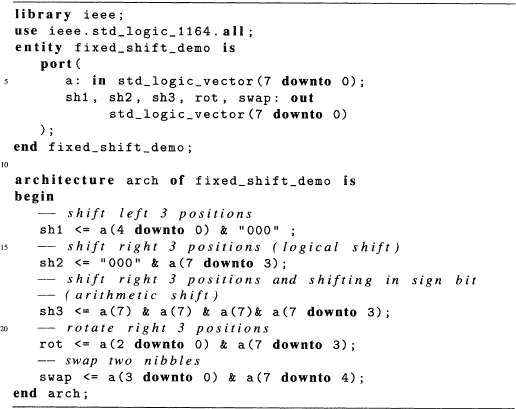 library ieee;
use ieee.std_logic_1164.all;
entity fixed_shift_demo is
   port(
5      a: in std_logic_vector(7 downto 0);
      sh1, sh2, sh3, rot, swap: out
           std_logic_vector(7 downto 0)
   );
end fixed_shift_demo;
10
architecture arch of fixed_shift_demo is
begin
   -- shift left 3 positions
   sh1 <= a(4 downto 0) & "000" ;
15   -- shift right 3 positions (logical shift)
   sh2 <= "000" & a(7 downto 3);
   -- shift right 3 positions and shifting in sign bit
   -- (arithmetic shift)
   sh3 <= a(7) & a(7) & a(7)& a(7 downto 3);
20   -- rotate right 3 positions
   rot <= a(2 downto 0) & a(7 downto 3);
   -- swap two nibbles
   swap <= a(3 downto 0) & a(7 downto 4);
end arch;